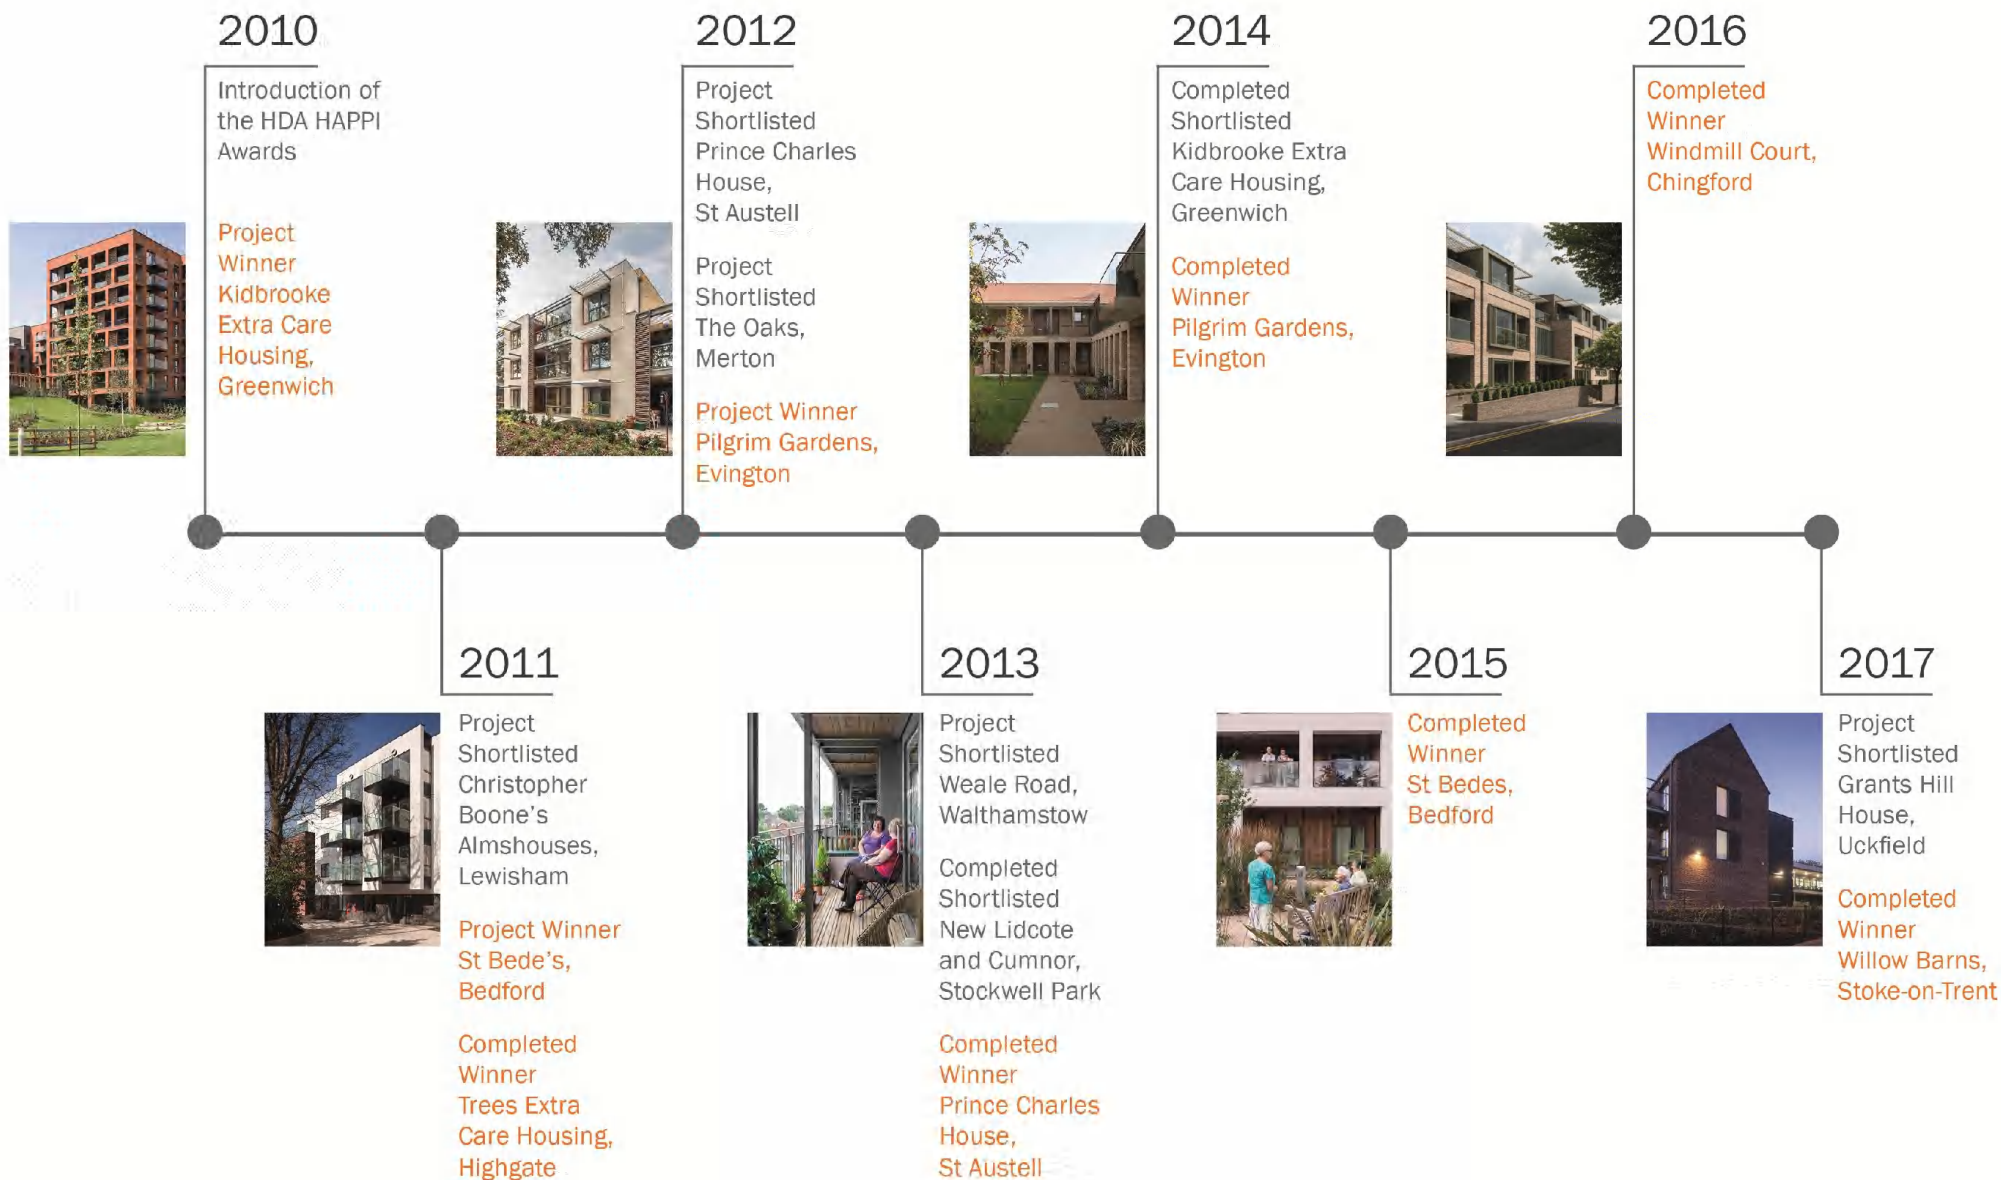 2010
Introduction of
the HDA HAPPI
Awards
Project
Winner
Kidbrooke
Extra Care
Housing,
Greenwich
2011
Project
Shortlisted
Christopher
Boone's
Almshouses,
Lewisham
Project Winner
St Bede's,
Bedford
Completed
Winner
Trees Extra
Care Housing,
Highgate
2012
Project
Shortlisted
Prince Charles
House,
St Austell
Project
Shortlisted
The Oaks,
Merton
Project Winner
Pilgrim Gardens,
Evington
2013
Project
Shortlisted
Weale Road,
Walthamstow
Completed
Shortlisted
New Lidcote
and Cumnor,
Stockwell Park
Completed
Winner
Prince Charles
House,
St Austell
2014
Completed
Shortlisted
Kidbrooke Extra
Care Housing,
Greenwich
Completed
Winner
Pilgrim Gardens,
Evington
2015
Completed
Winner
St Bedes,
Bedford
2016
Completed
Winner
Windmill Court,
Chingford
2017
Project
Shortlisted
Grants Hill
House,
Uckfield
Completed
Winner
Willow Barns,
Stoke-on-Trent